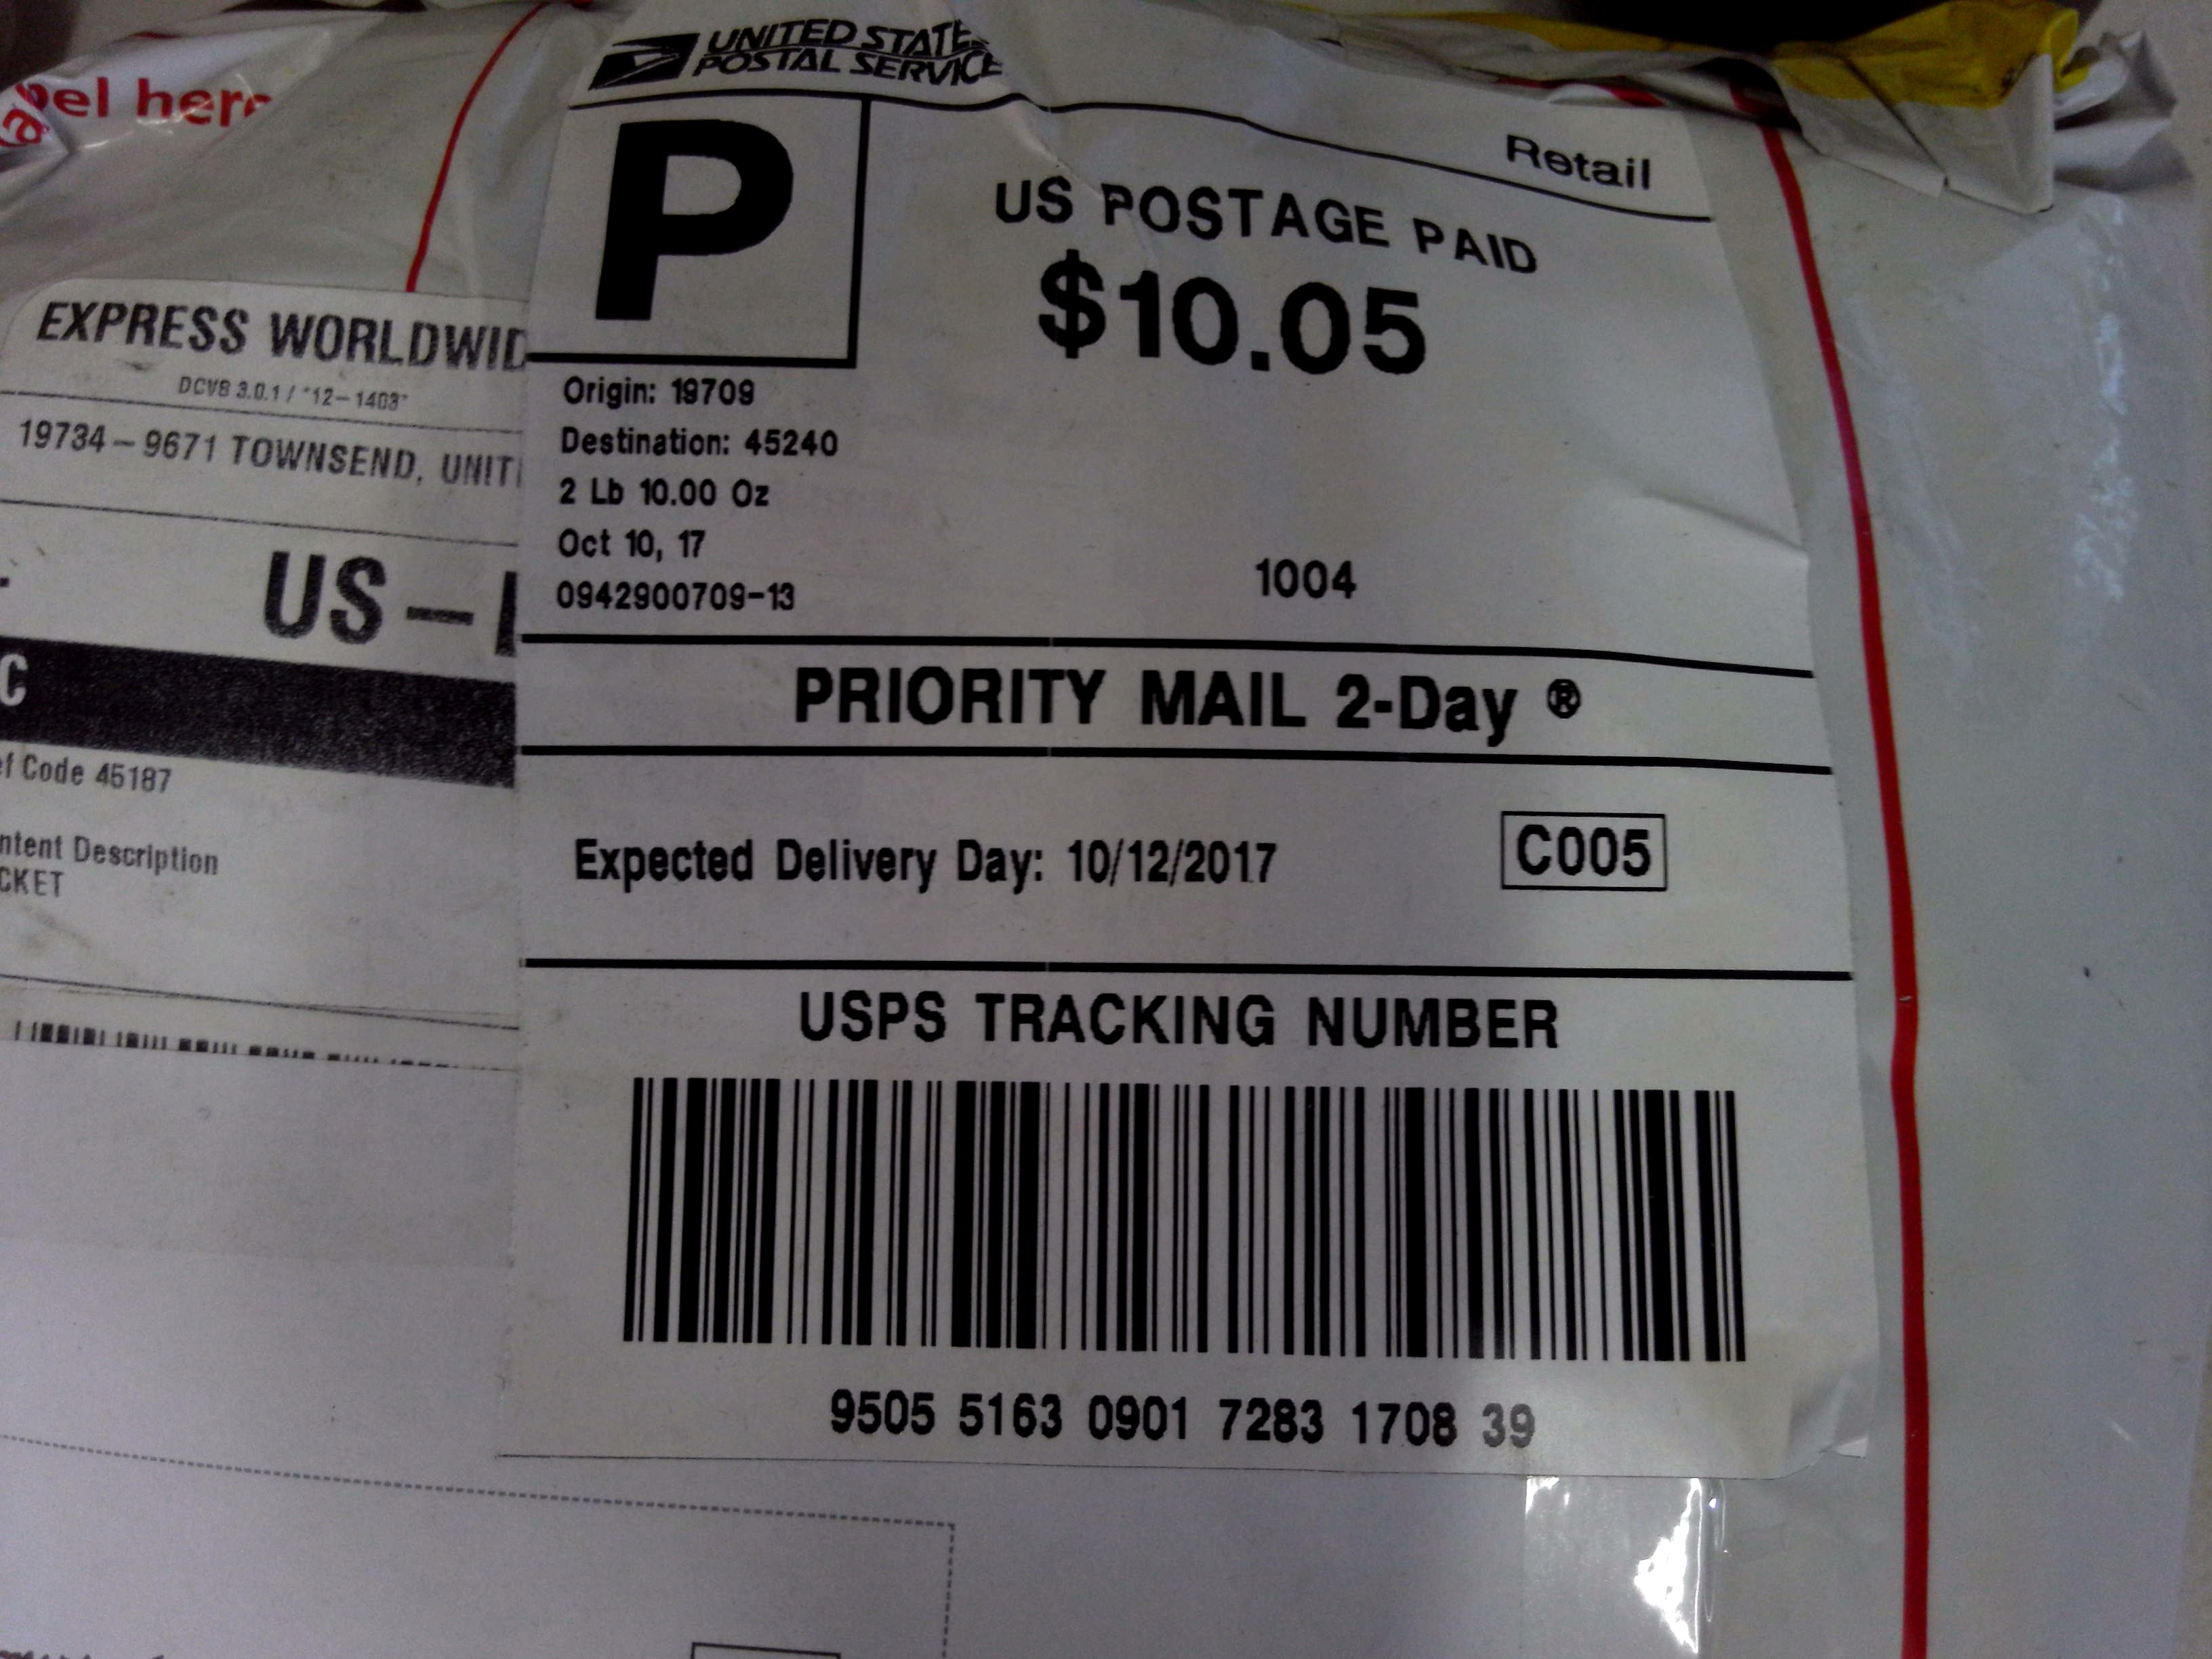 UNITED STATES
POSTAL SERVICE
Retail
P
US POSTAGE PAID
$10.05
Origin: 19709
Destination: 45240
2 Lb 10.00 Oz
Oct 10, 17
0942900709-13
1004
PRIORITY MAIL 2-Day ®
Expected Delivery Day: 10/12/2017
C005
USPS TRACKING NUMBER
9505 5163 0901 7283 1708 39
abel here
EXPRESS WORLDWID
DCVB 3.0.1 / "12-1403"
19734-9671 TOWNSEND, UNIT
US-
C
ef Code 45187
ntent Description
CKET